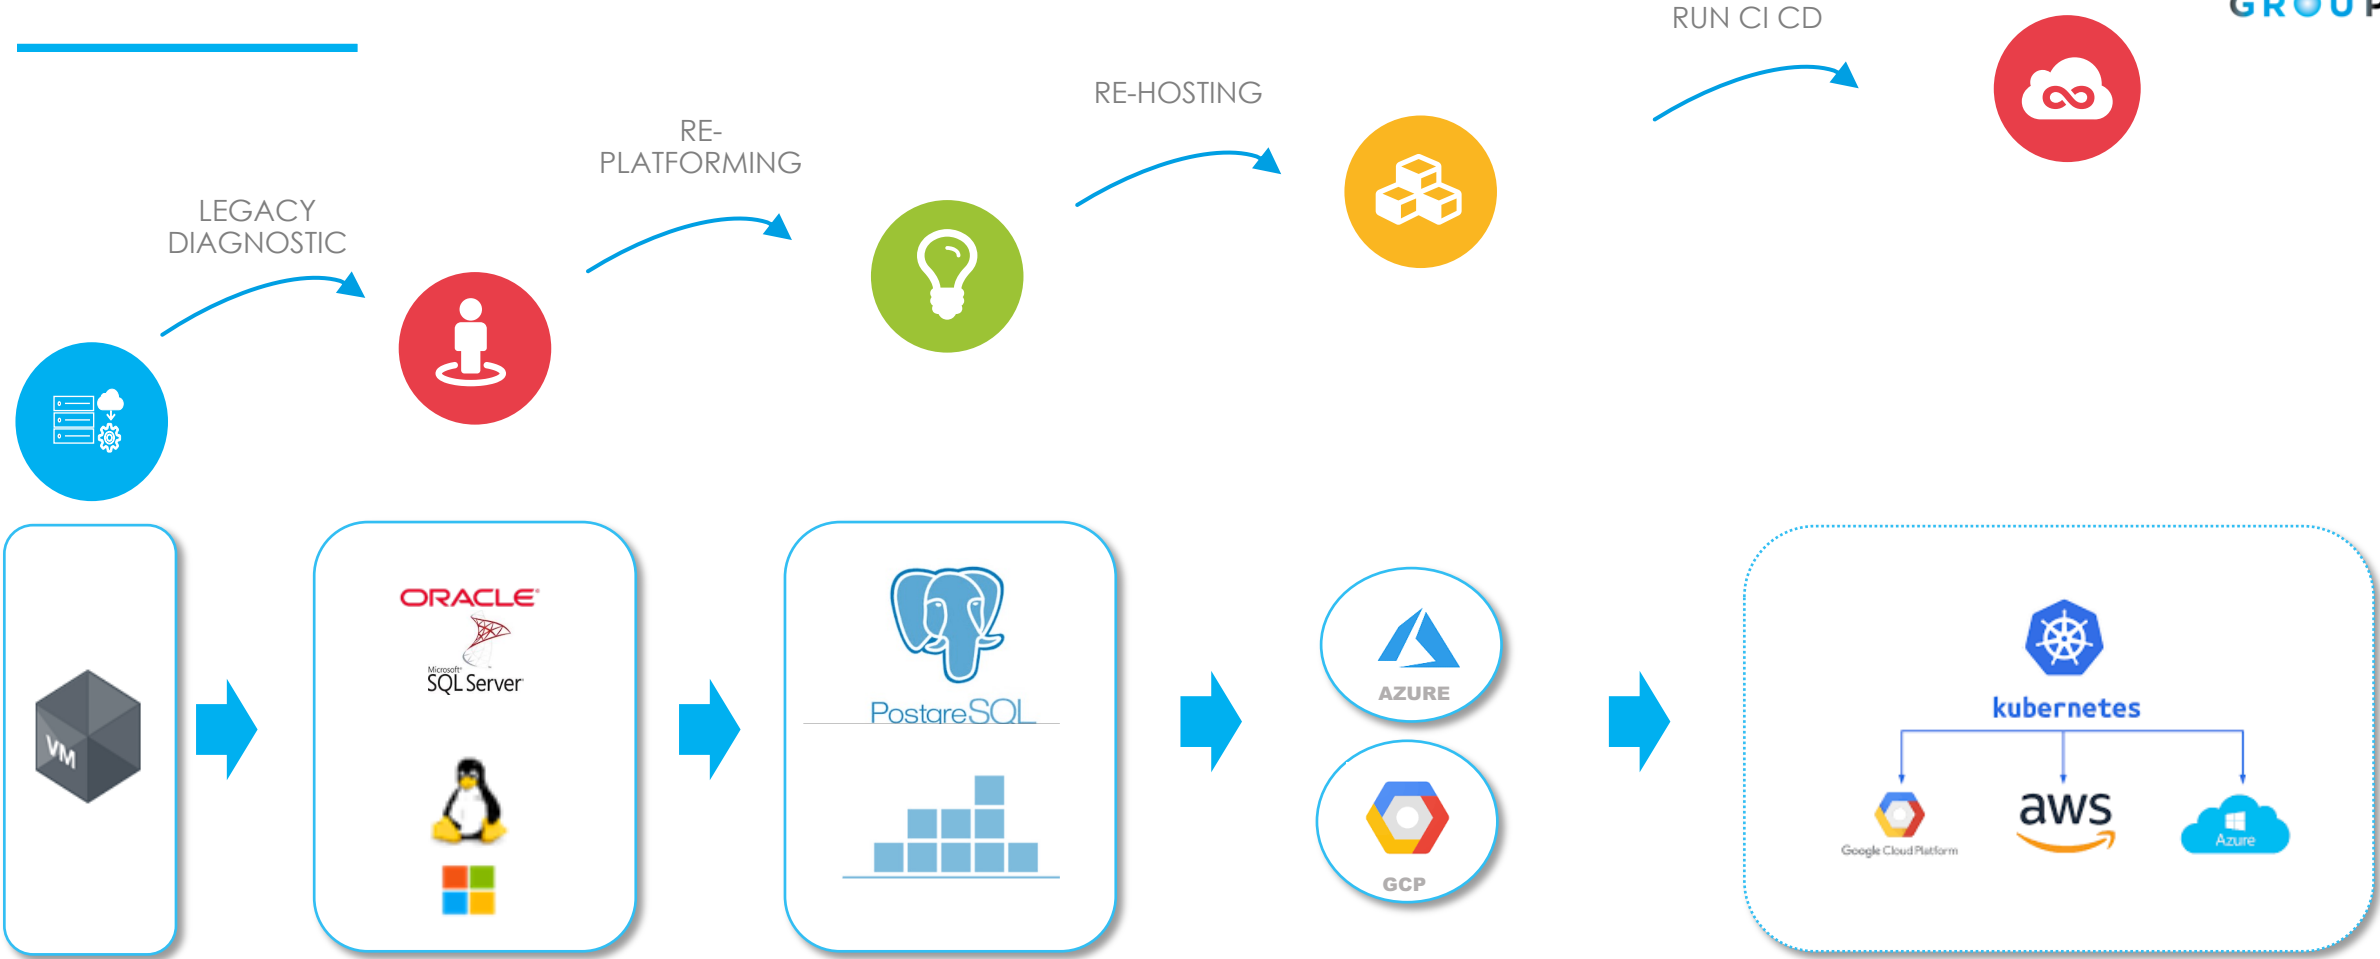 RUN CI CD
GROUP
RE-HOSTING
RE-
PLATFORMING
LEGACY
DIAGNOSTIC
VM
ORACLE
Microsoft
SQL Server
PostgreSQL
AZURE
GCP
kubernetes
Google Cloud Platform
aws
Azure